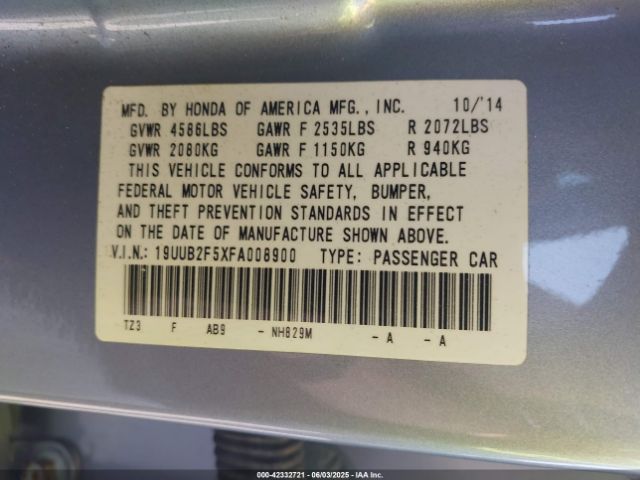 MFD. BY HONDA OF AMERICA MFG., INC. 10/'14
GVWR 4586LBS GAWR F 2535LBS R 2072LBS
GVWR 2080KG GAWR F 1150KG R 940KG
THIS VEHICLE CONFORMS TO ALL APPLICABLE
FEDERAL MOTOR VEHICLE SAFETY, BUMPER,
AND THEFT PREVENTION STANDARDS IN EFFECT
ON THE DATE OF MANUFACTURE SHOWN ABOVE.
V.I.N.: 19UUB2F5XFA008900 TYPE: PASSENGER CAR
TZ3 F AB9 - NH829M - A - A
000-42332721 06/03/2025 IAA Inc.